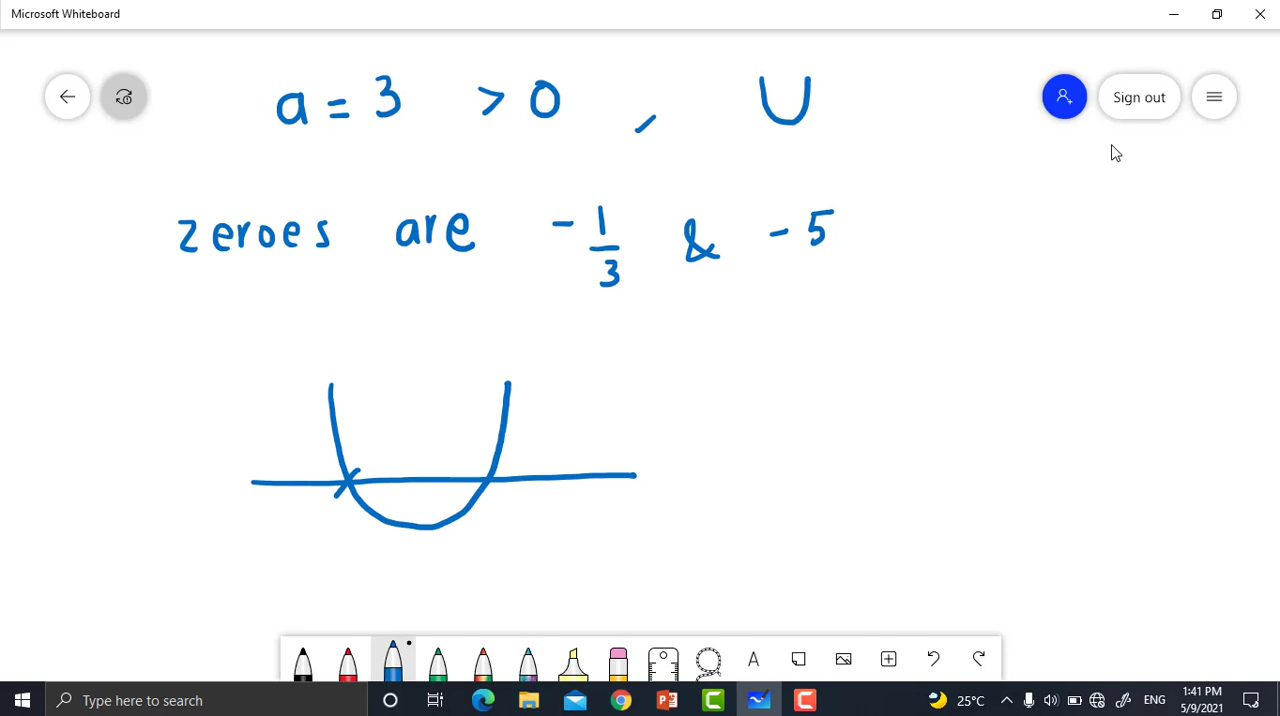 Microsoft Whiteboard
a = 3 > 0 , U
Sign out
zeroes are - 1/3 & - 5
A
Type here to search
25°C
ENG
1:41 PM
5/9/2021